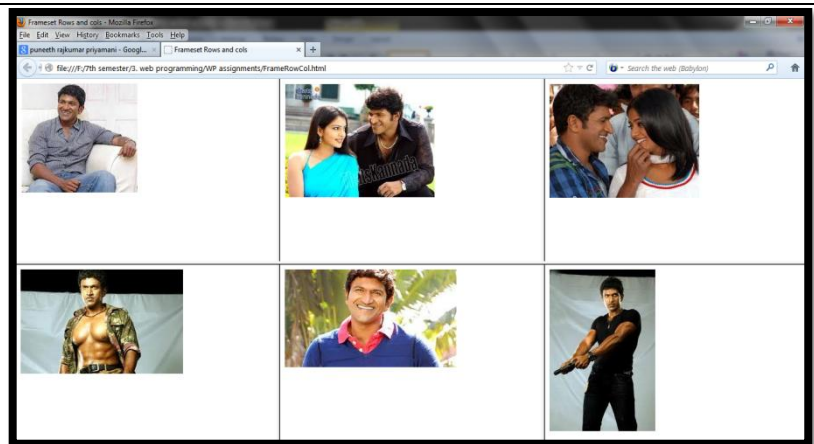 Frameset Rows and cols - Mozilla Firefox
File Edit View History Bookmarks Tools Help
puneeth rajkumar priyamani - Googl... × Frameset Rows and cols × +
file:///F:/7th semester/3. web programming/WP assignments/FrameRowCol.html Search the web (Babylon)